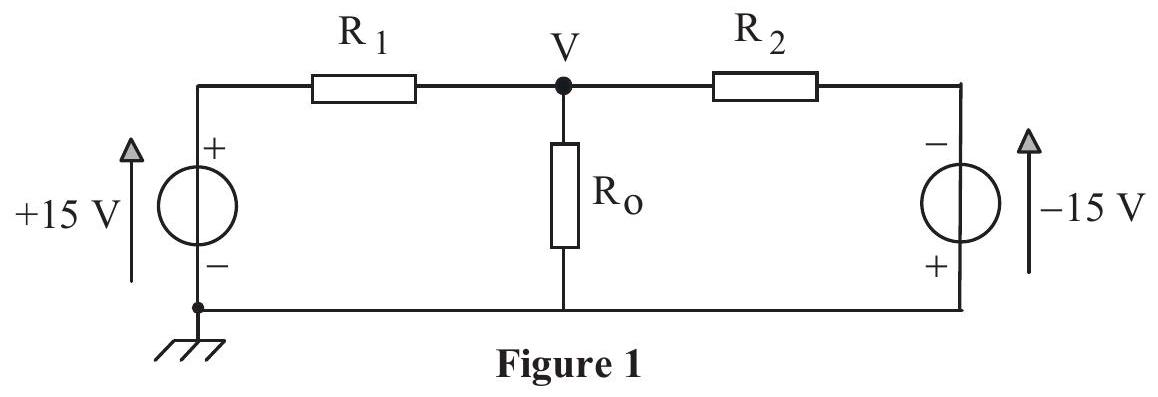 R 1
V
R 2
+
−
+15 V
R O
−15 V
−
+
Figure 1